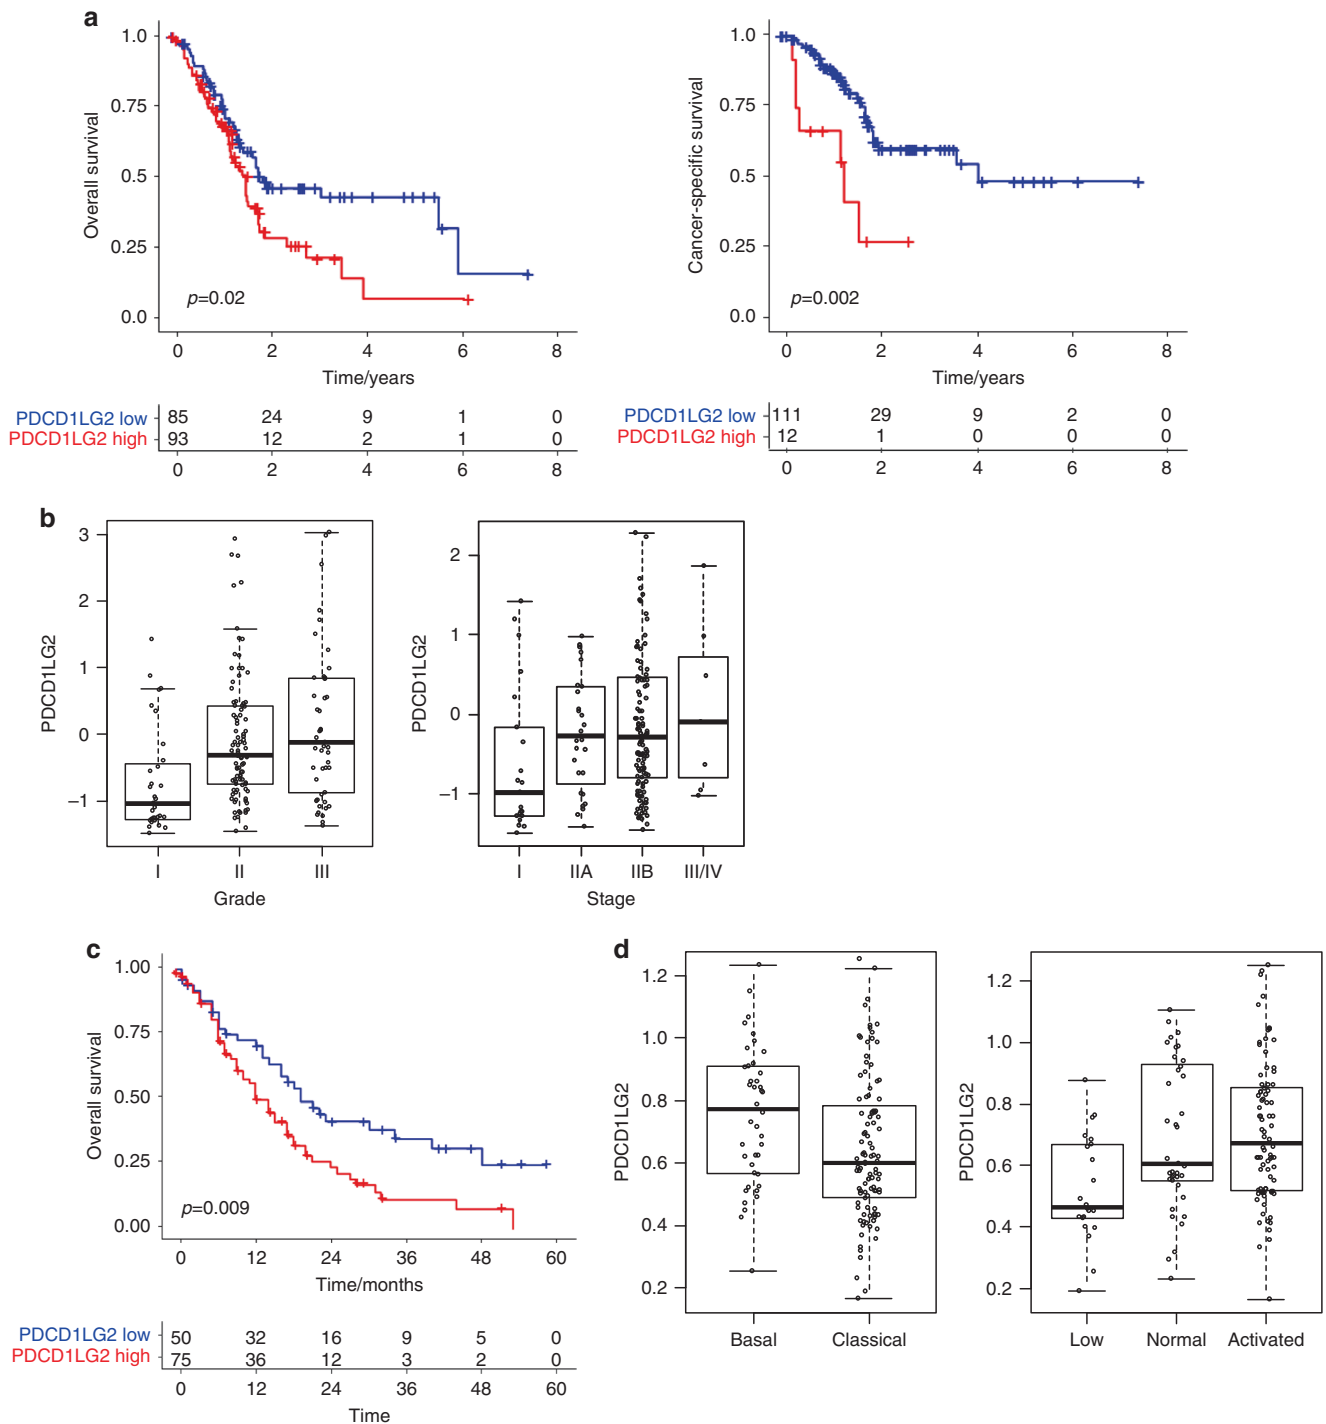 a
1.0
0.75
0.5
0.25
0.0
Overall survival
p=0.02
0 2 4 6 8
Time/years
PDCD1LG2 low 85 24 9 1 0
PDCD1LG2 high 93 12 2 1 0
0 2 4 6 8
1.0
0.75
0.5
0.25
0.0
Cancer-specific survival
p=0.002
0 2 4 6 8
Time/years
PDCD1LG2 low 111 29 9 2 0
PDCD1LG2 high 12 1 0 0 0
0 2 4 6 8
b
3
2
1
0
−1
PDCD1LG2
I II III
Grade
2
1
0
−1
PDCD1LG2
I IIA IIB III/IV
Stage
c
1.00
0.75
0.50
0.25
0.00
Overall survival
p=0.009
0 12 24 36 48 60
Time/months
PDCD1LG2 low 50 32 16 9 5 0
PDCD1LG2 high 75 36 12 3 2 0
0 12 24 36 48 60
Time
d
1.2
1.0
0.8
0.6
0.4
0.2
PDCD1LG2
Basal Classical
1.2
1.0
0.8
0.6
0.4
0.2
PDCD1LG2
Low Normal Activated